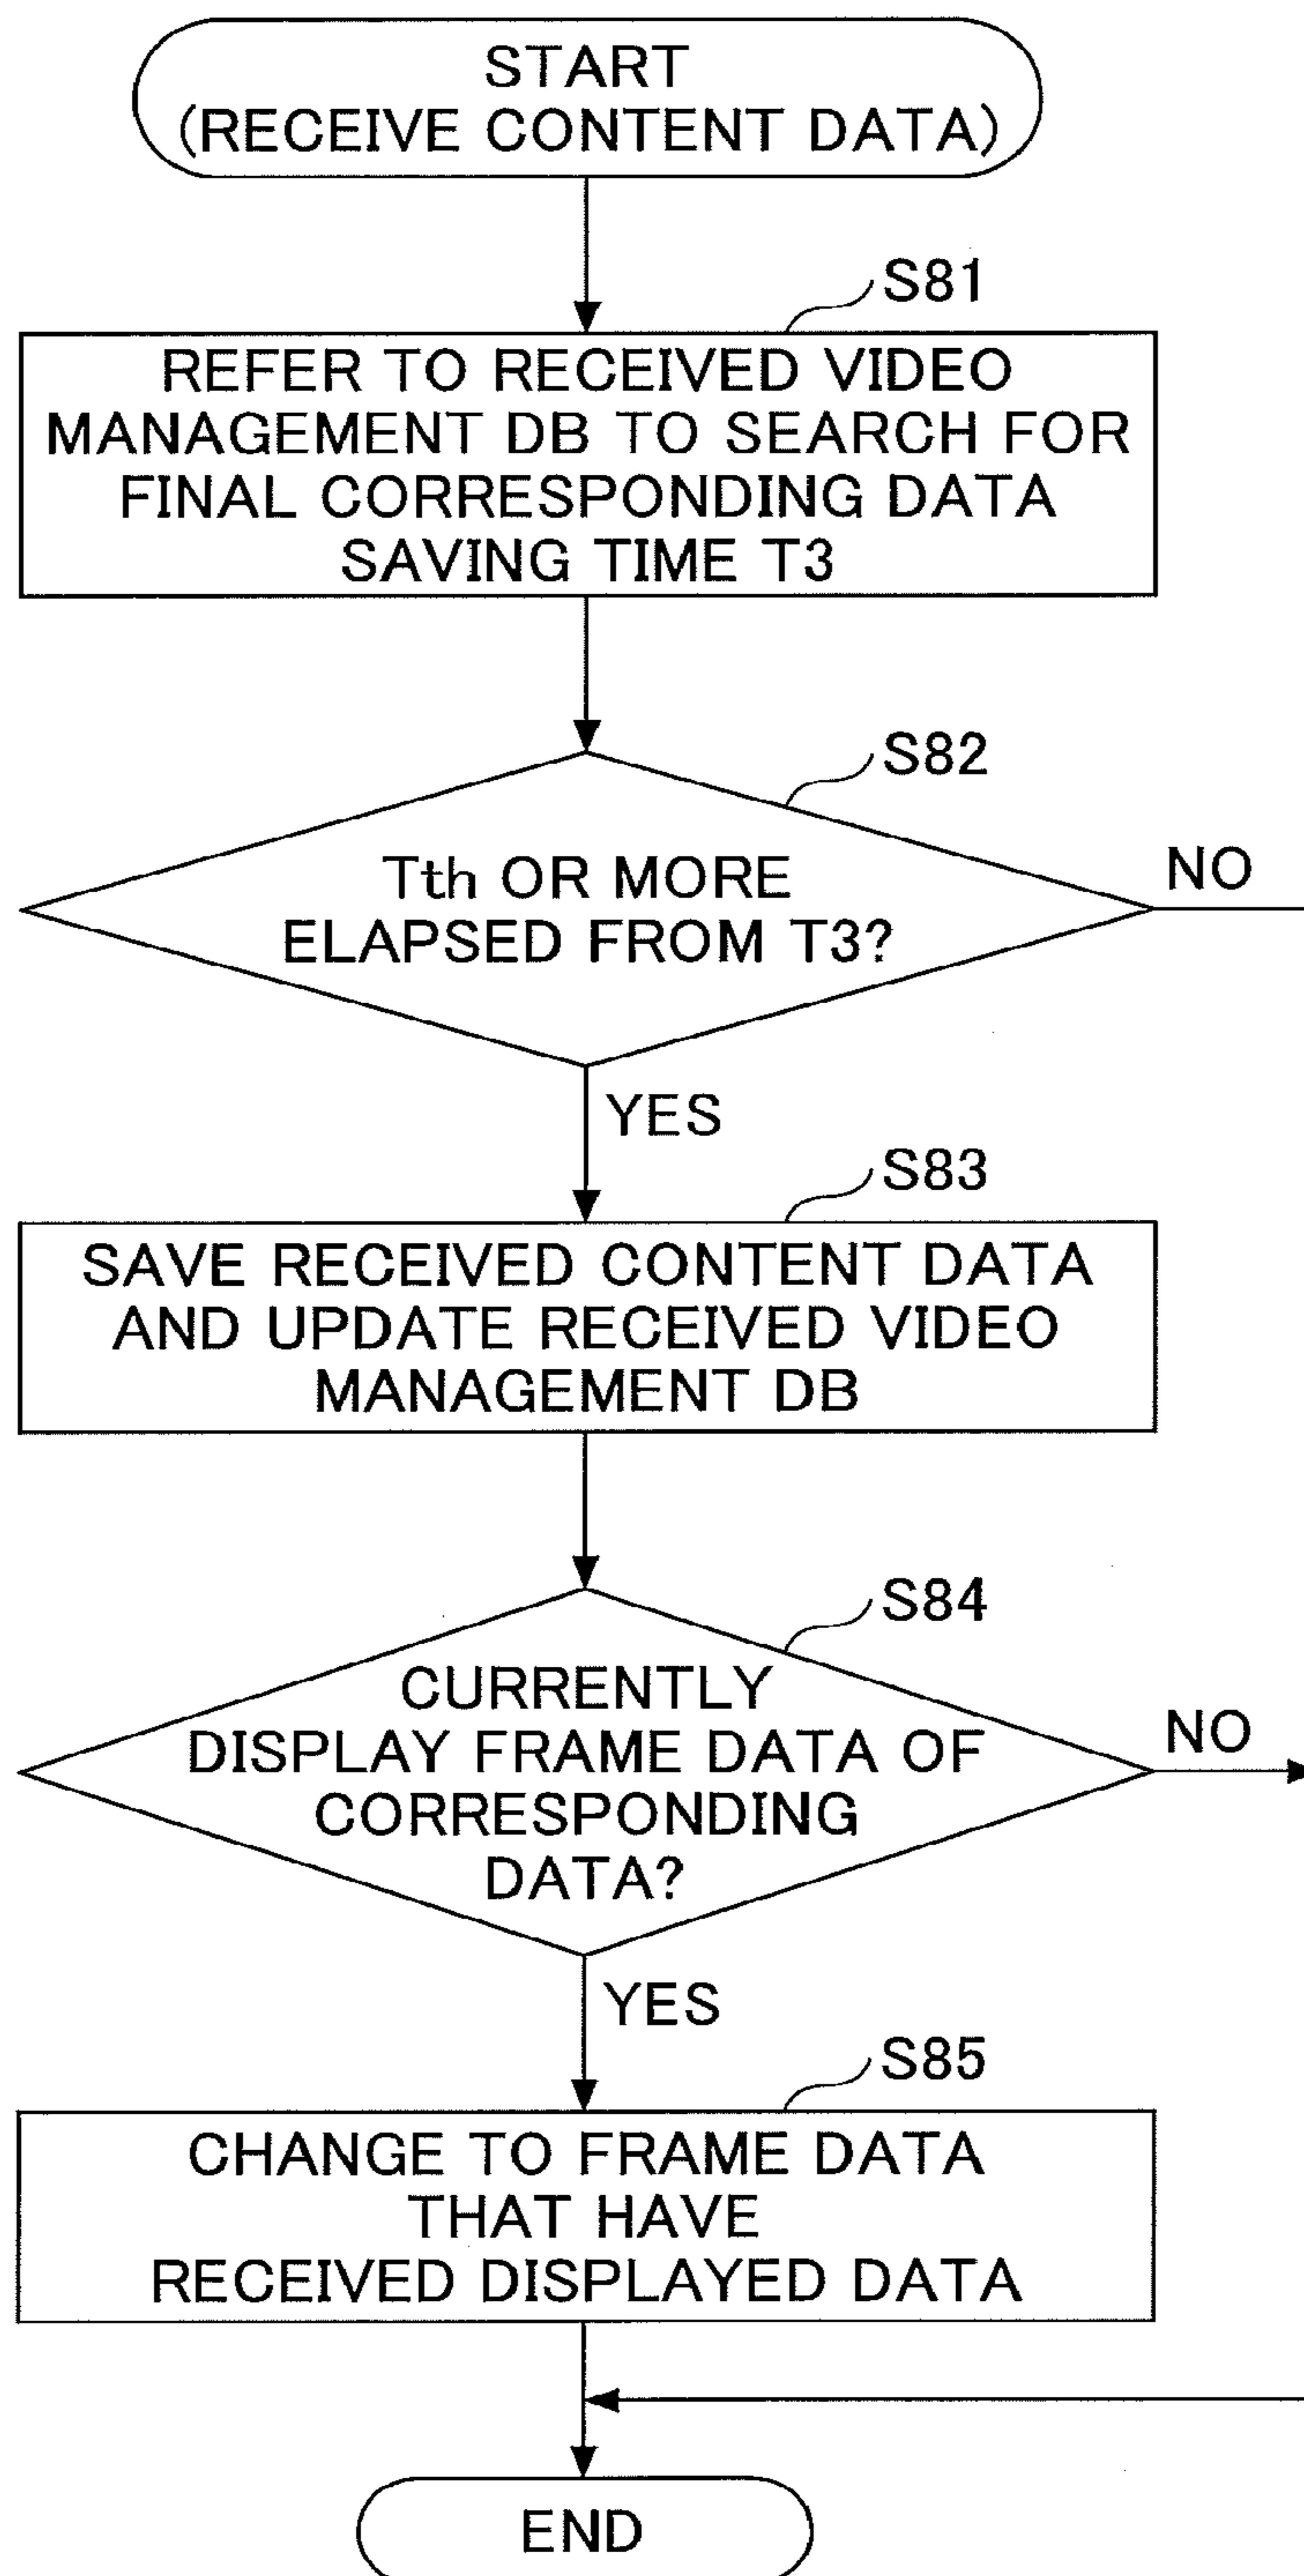 START
(RECEIVE CONTENT DATA)
S81
REFER TO RECEIVED VIDEO
MANAGEMENT DB TO SEARCH FOR
FINAL CORRESPONDING DATA
SAVING TIME T3
S82
Tth OR MORE
ELAPSED FROM T3?
NO
YES
S83
SAVE RECEIVED CONTENT DATA
AND UPDATE RECEIVED VIDEO
MANAGEMENT DB
S84
CURRENTLY
DISPLAY FRAME DATA OF
CORRESPONDING
DATA?
NO
YES
S85
CHANGE TO FRAME DATA
THAT HAVE
RECEIVED DISPLAYED DATA
END